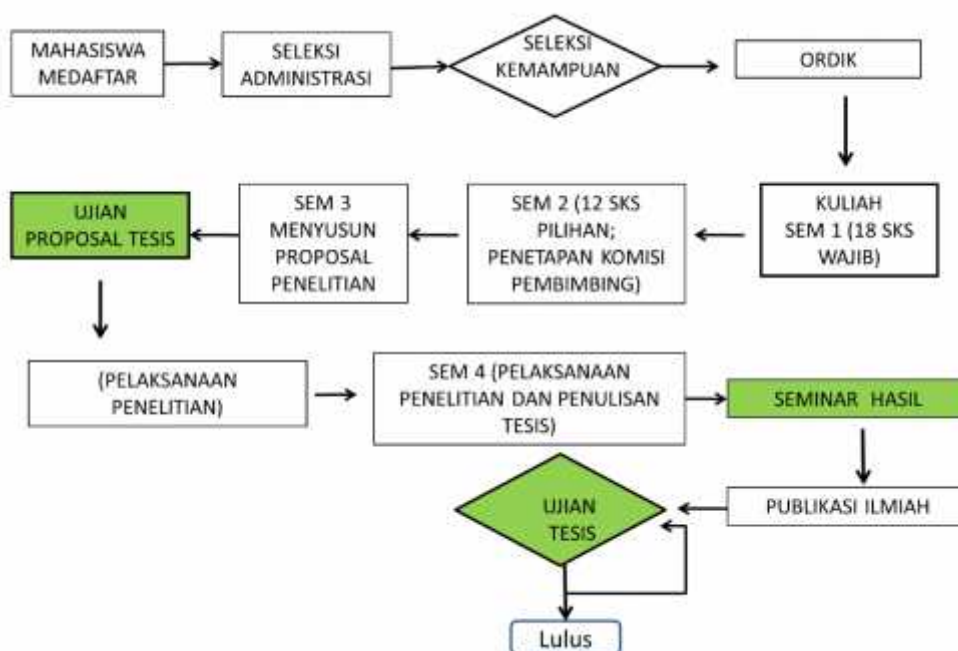 MAHASISWA
MEDAFTAR
SELEKSI
ADMINISTRASI
SELEKSI
KEMAMPUAN
ORDIK
KULIAH
SEM 1 (18 SKS
WAJIB)
SEM 2 (12 SKS
PILIHAN;
PENETAPAN KOMISI
PEMBIMBING)
SEM 3
MENYUSUN
PROPOSAL
PENELITIAN
UJIAN
PROPOSAL TESIS
(PELAKSANAAN
PENELITIAN)
SEM 4 (PELAKSANAAN
PENELITIAN DAN PENULISAN
TESIS)
SEMINAR HASIL
PUBLIKASI ILMIAH
UJIAN
TESIS
Lulus